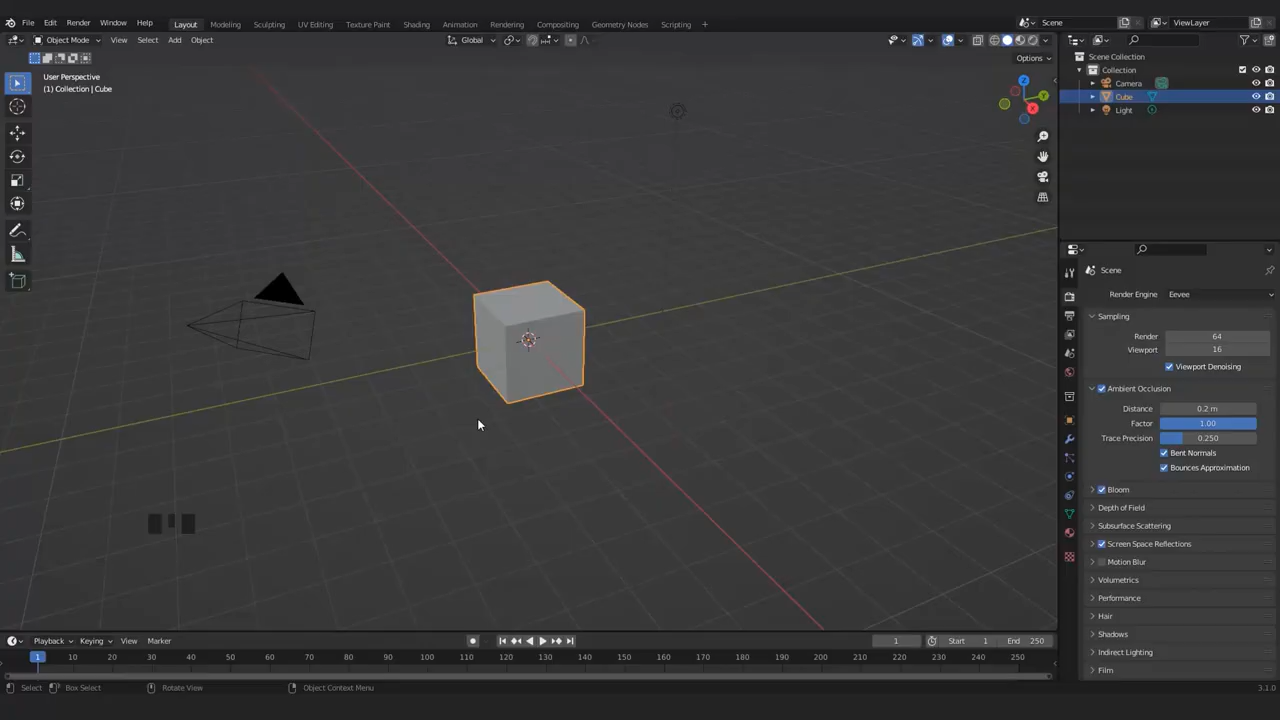 File Edit Render Window Help Layout Modeling Sculpting UV Editing Texture Paint Shading Animation Rendering Compositing Geometry Nodes Scripting + Scene ViewLayer
Object Mode View Select Add Object Global
Options
User Perspective
(1) Collection | Cube
Z
Y
X
Scene Collection
Collection
Camera
Cube
Light
Scene
Render Engine Eevee
Sampling
Render 64
Viewport 16
Viewport Denoising
Ambient Occlusion
Distance 0.2 m
Factor 1.00
Trace Precision 0.250
Bent Normals
Bounces Approximation
Bloom
Depth of Field
Subsurface Scattering
Screen Space Reflections
Motion Blur
Volumetrics
Performance
Hair
Shadows
Indirect Lighting
Film
Playback Keying View Marker 1 Start 1 End 250
1 10 20 30 40 50 60 70 80 90 100 110 120 130 140 150 160 170 180 190 200 210 220 230 240 250
Select Box Select Rotate View Object Context Menu 3.1.0